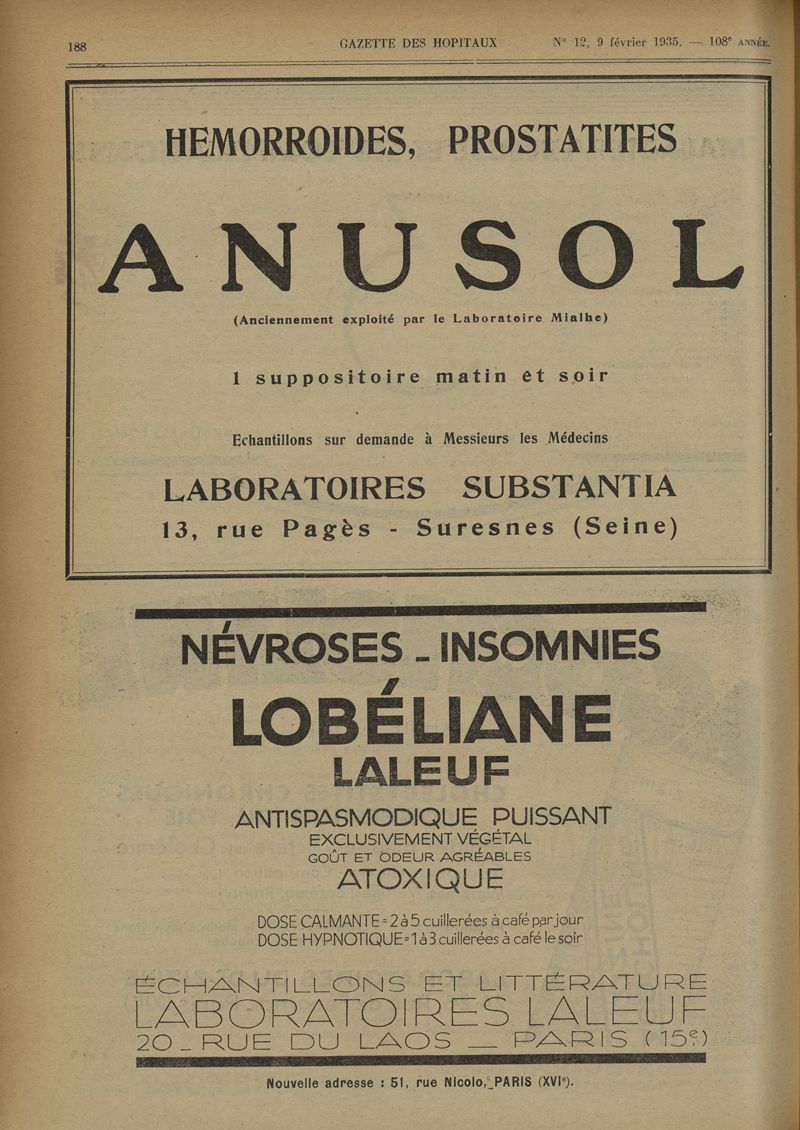 188 GAZETTE DES HOPITAUX N° 12, 9 février 1935. — 108e ANNÉE.
HEMORROIDES, PROSTATITES
ANUSOL
(Anciennement exploité par le Laboratoire Mialhe)
1 suppositoire matin et soir
Echantillons sur demande à Messieurs les Médecins
LABORATOIRES SUBSTANTIA
13, rue Pagès - Suresnes (Seine)
NÉVROSES _ INSOMNIES
LOBÉLIANE
LALEUF
ANTISPASMODIQUE PUISSANT
EXCLUSIVEMENT VÉGÉTAL
GOÛT ET ODEUR AGRÉABLES
ATOXIQUE
DOSE CALMANTE = 2 à 5 cuillerées à café par jour
DOSE HYPNOTIQUE = 1 à 3 cuillerées à café le soir
ÉCHANTILLONS ET LITTÉRATURE
LABORATOIRES LALEUF
20 _ RUE DU LAOS __ PARIS (15e)
Nouvelle adresse : 51, rue Nicolo, PARIS (XVIe).